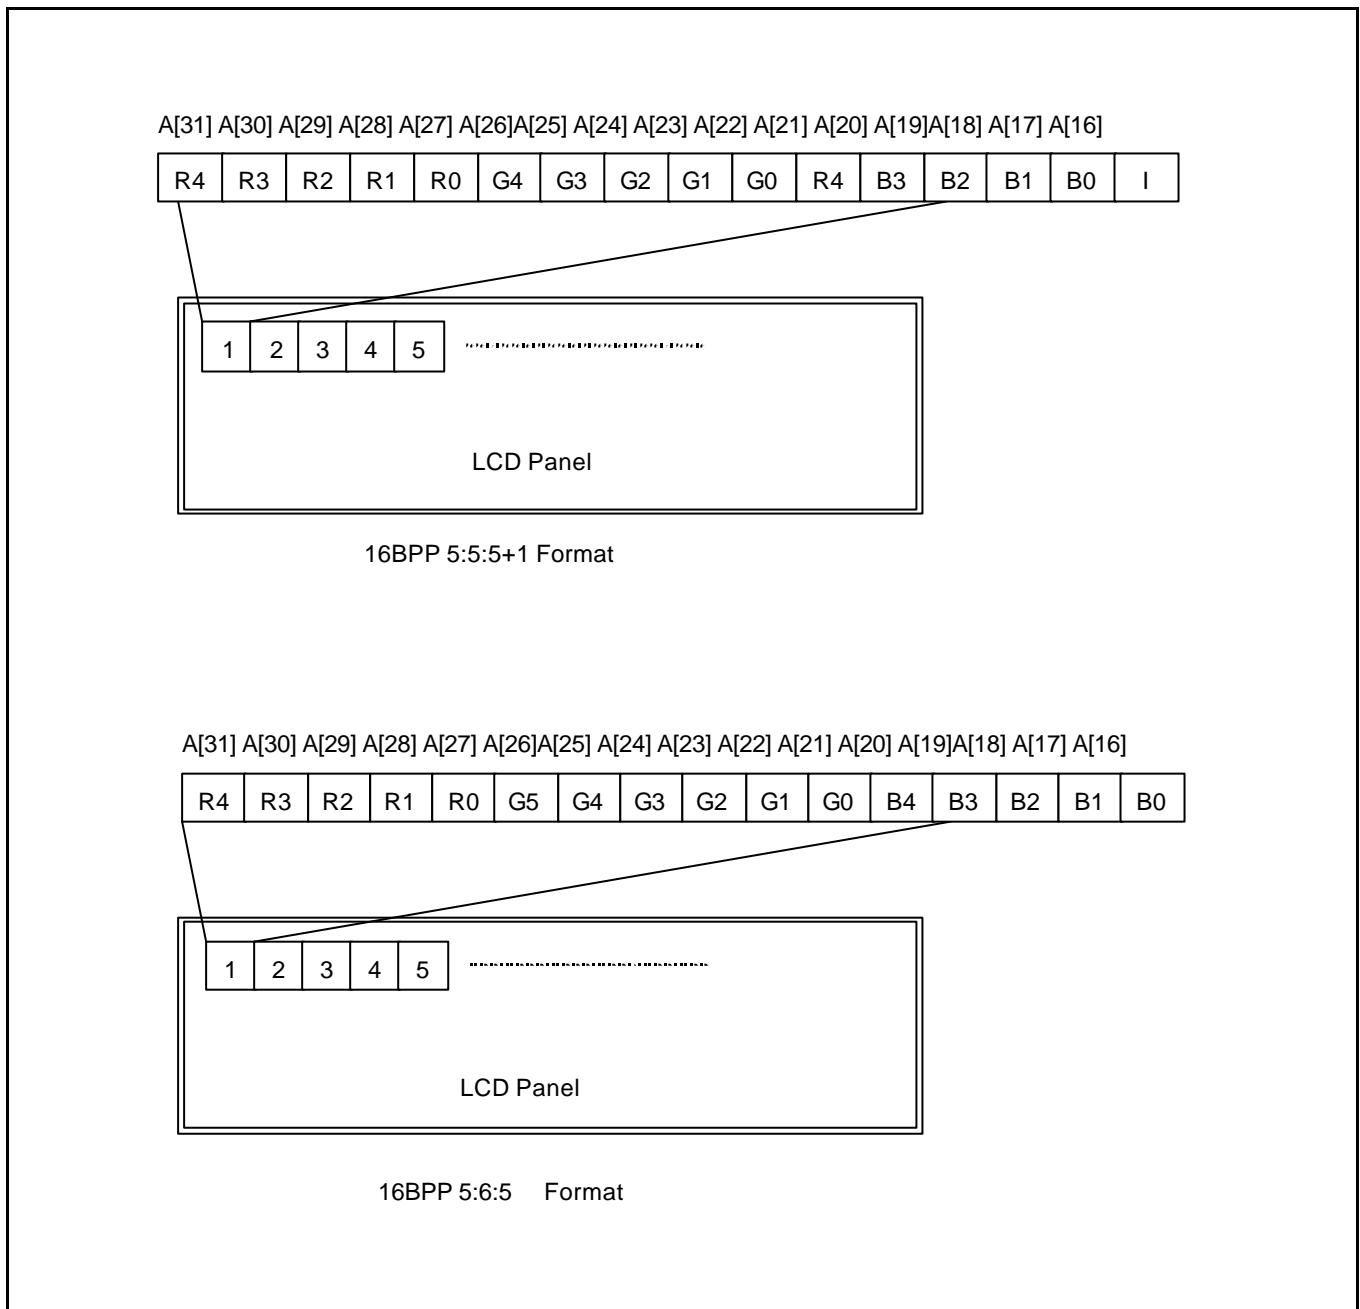 A[31] A[30] A[29] A[28] A[27] A[26]A[25] A[24] A[23] A[22] A[21] A[20] A[19]A[18] A[17] A[16]
R4 R3 R2 R1 R0 G4 G3 G2 G1 G0 R4 B3 B2 B1 B0 I
1 2 3 4 5
LCD Panel
16BPP 5:5:5+1 Format
A[31] A[30] A[29] A[28] A[27] A[26]A[25] A[24] A[23] A[22] A[21] A[20] A[19]A[18] A[17] A[16]
R4 R3 R2 R1 R0 G5 G4 G3 G2 G1 G0 B4 B3 B2 B1 B0
1 2 3 4 5
LCD Panel
16BPP 5:6:5 Format